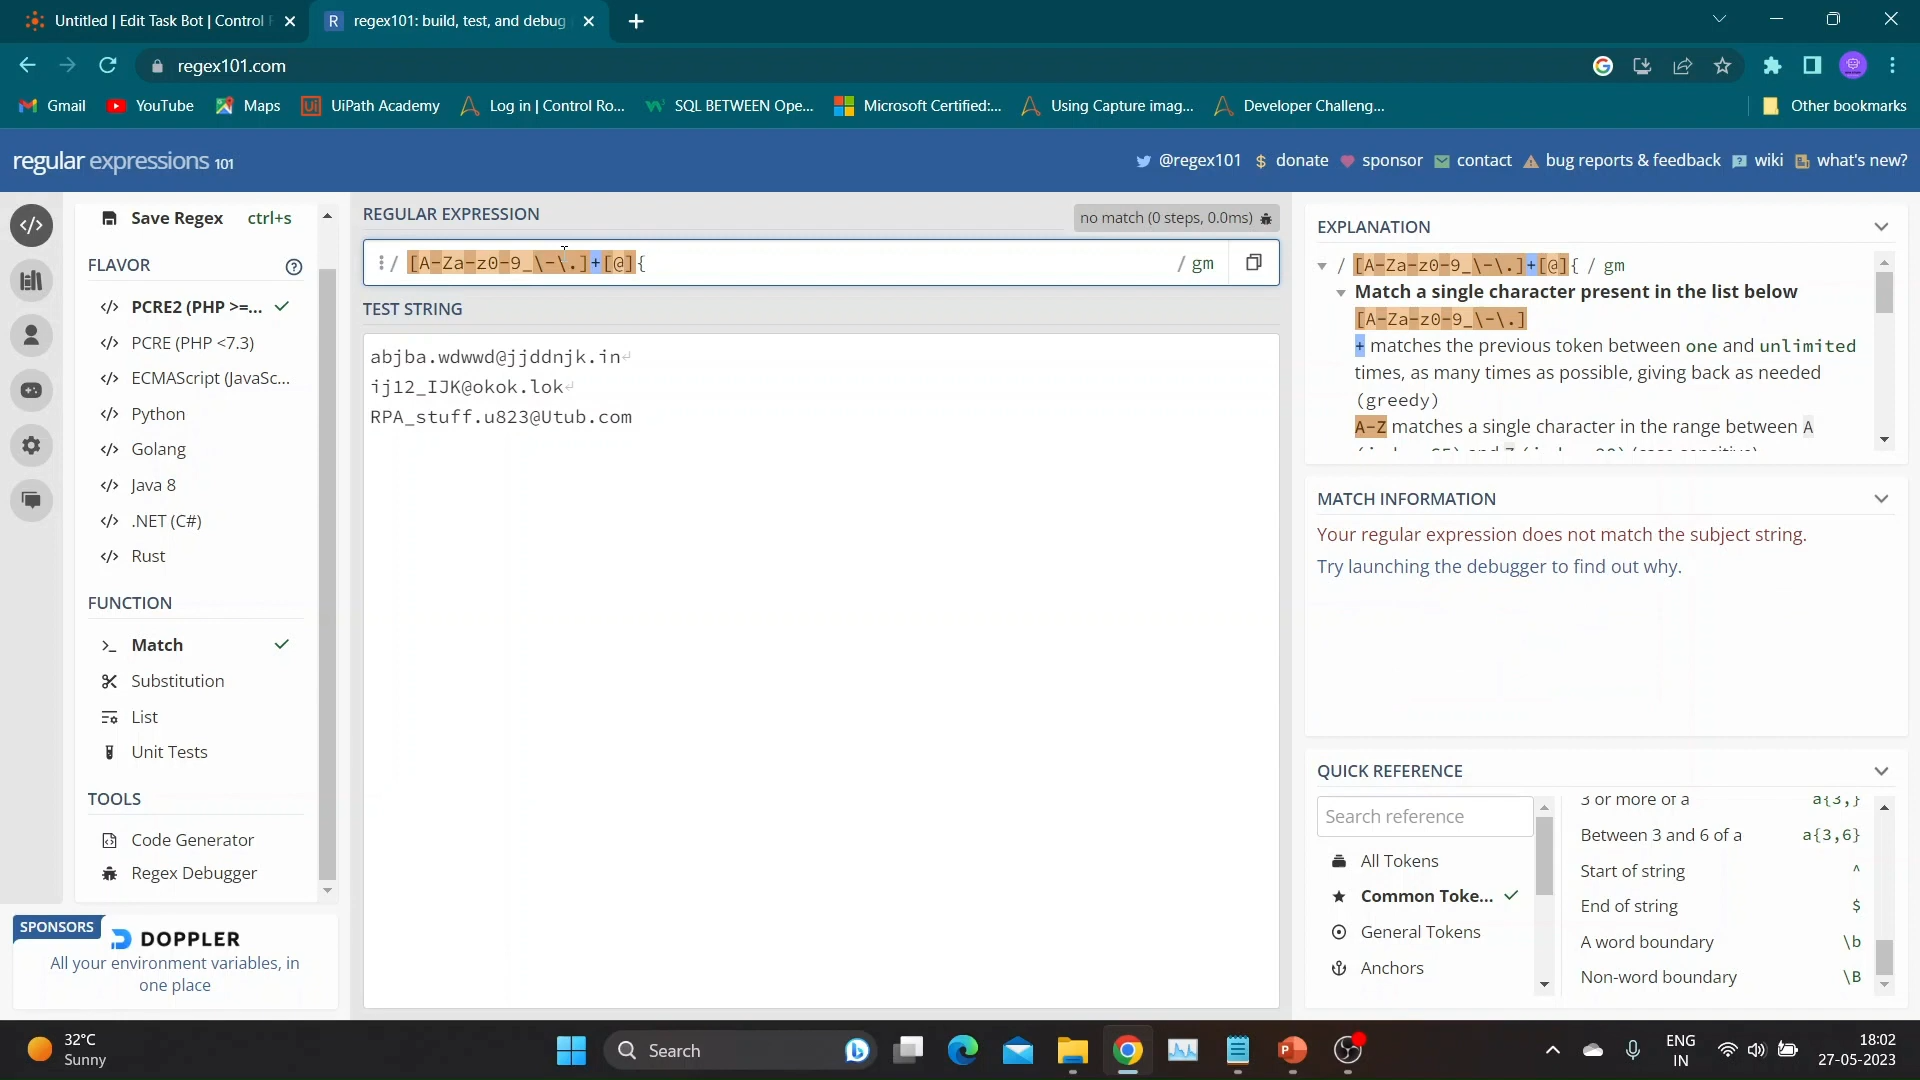 Untitled | Edit Task Bot | Control
regex101: build, test, and debug
regex101.com
Gmail
YouTube
Maps
UiPath Academy
Log in | Control Ro...
SQL BETWEEN Ope...
Microsoft Certified:...
Using Capture imag...
Developer Challeng...
Other bookmarks
regular expressions 101
@regex101
$ donate
sponsor
contact
bug reports & feedback
wiki
what's new?
Save Regex ctrl+s
FLAVOR
</> PCRE2 (PHP >=...
</> PCRE (PHP <7.3)
</> ECMAScript (JavaSc...
</> Python
</> Golang
</> Java 8
</> .NET (C#)
</> Rust
FUNCTION
>_ Match
Substitution
List
Unit Tests
TOOLS
Code Generator
Regex Debugger
SPONSORS
DOPPLER
All your environment variables, in
one place
REGULAR EXPRESSION
no match (0 steps, 0.0ms)
/ [A-Za-z0-9_\-\.]+[@]{ / gm
TEST STRING
abjba.wdwwd@jjddnjk.in↵
ij12_IJK@okok.lok↵
RPA_stuff.u823@Utub.com
EXPLANATION
/ [A-Za-z0-9_\-\.]+[@]{ / gm
Match a single character present in the list below
[A-Za-z0-9_\-\.]
+ matches the previous token between one and unlimited
times, as many times as possible, giving back as needed
(greedy)
A-Z matches a single character in the range between A
MATCH INFORMATION
Your regular expression does not match the subject string.
Try launching the debugger to find out why.
QUICK REFERENCE
Search reference
All Tokens
Common Toke...
General Tokens
Anchors
3 or more of a a{3,}
Between 3 and 6 of a a{3,6}
Start of string ^
End of string $
A word boundary \b
Non-word boundary \B
32°C
Sunny
Search
ENG
IN
18:02
27-05-2023